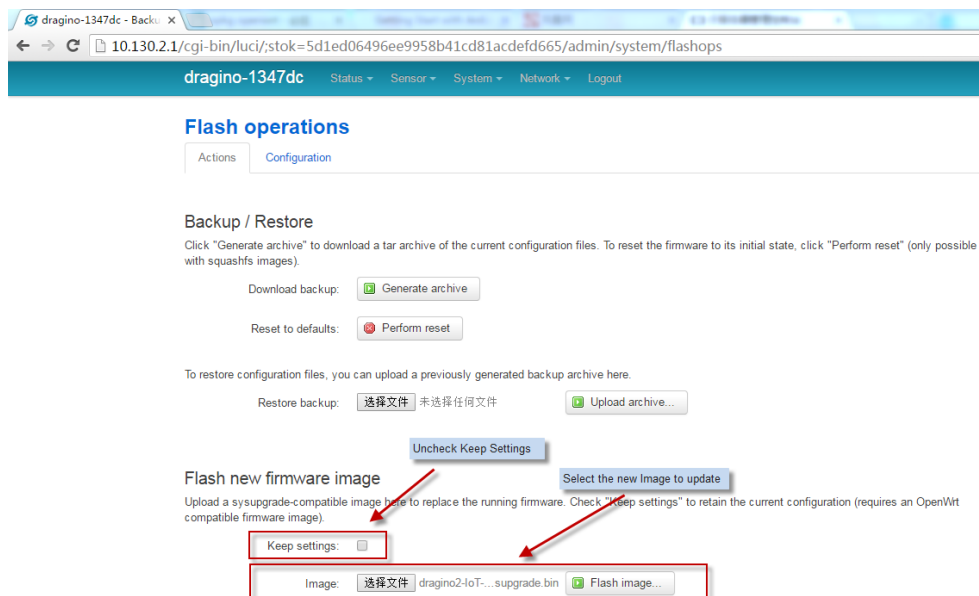 dragino-1347dc - Backu
10.130.2.1/cgi-bin/luci/;stok=5d1ed06496ee9958b41cd81acdefd665/admin/system/flashops
dragino-1347dc Status Sensor System Network Logout
Flash operations
Actions Configuration
Backup / Restore
Click "Generate archive" to download a tar archive of the current configuration files. To reset the firmware to its initial state, click "Perform reset" (only possible
with squashfs images).
Download backup: Generate archive
Reset to defaults: Perform reset
To restore configuration files, you can upload a previously generated backup archive here.
Restore backup: 选择文件 未选择任何文件 Upload archive...
Uncheck Keep Settings
Flash new firmware image
Select the new Image to update
Upload a sysupgrade-compatible image here to replace the running firmware. Check "Keep settings" to retain the current configuration (requires an OpenWrt
compatible firmware image).
Keep settings:
Image: 选择文件 dragino2-IoT-...supgrade.bin Flash image...